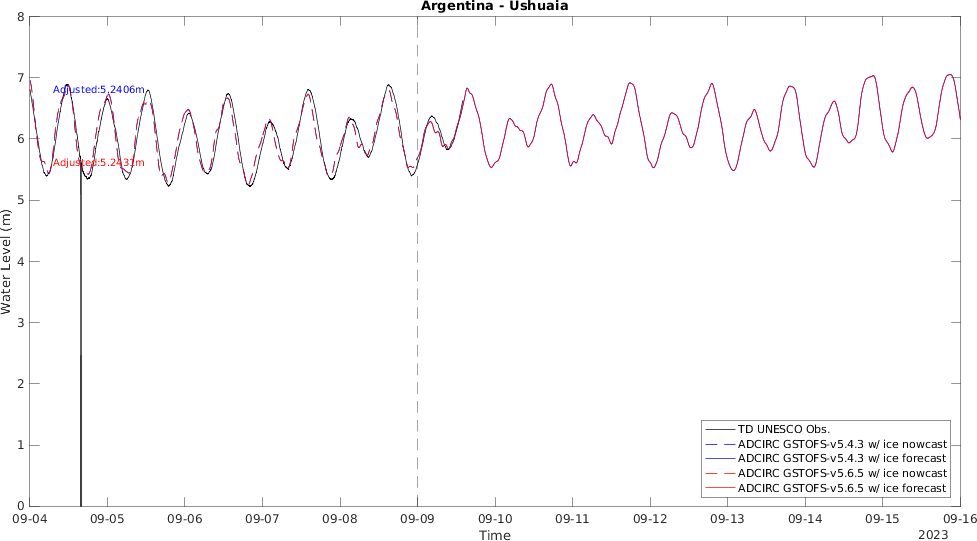 Argentina - Ushuaia
8
7
6
5
4
3
2
1
0
Water Level (m)
Adjusted:5.2406m
Adjusted:5.2431m
TD UNESCO Obs.
ADCIRC GSTOFS-v5.4.3 w/ ice nowcast
ADCIRC GSTOFS-v5.4.3 w/ ice forecast
ADCIRC GSTOFS-v5.6.5 w/ ice nowcast
ADCIRC GSTOFS-v5.6.5 w/ ice forecast
09-04 09-05 09-06 09-07 09-08 09-09 09-10 09-11 09-12 09-13 09-14 09-15 09-16
Time
2023